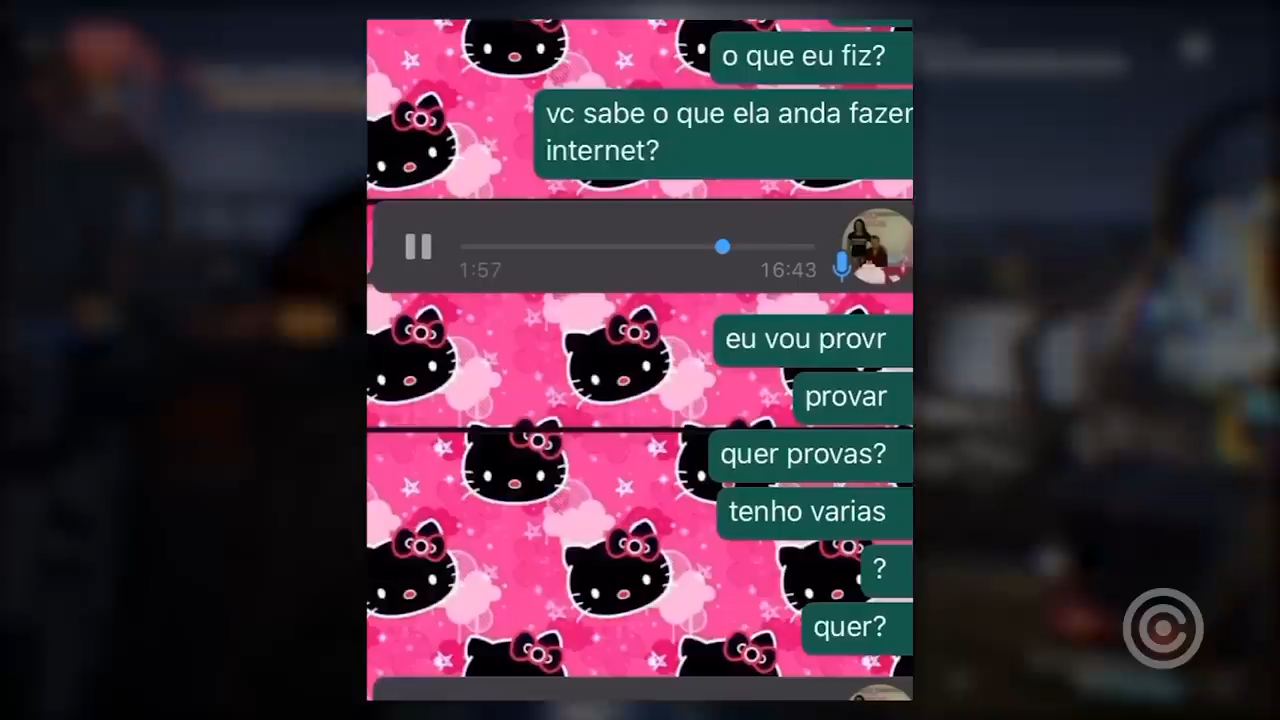 o que eu fiz?
vc sabe o que ela anda fazer
internet?
1:57
16:43
eu vou provr
provar
quer provas?
tenho varias
?
quer?